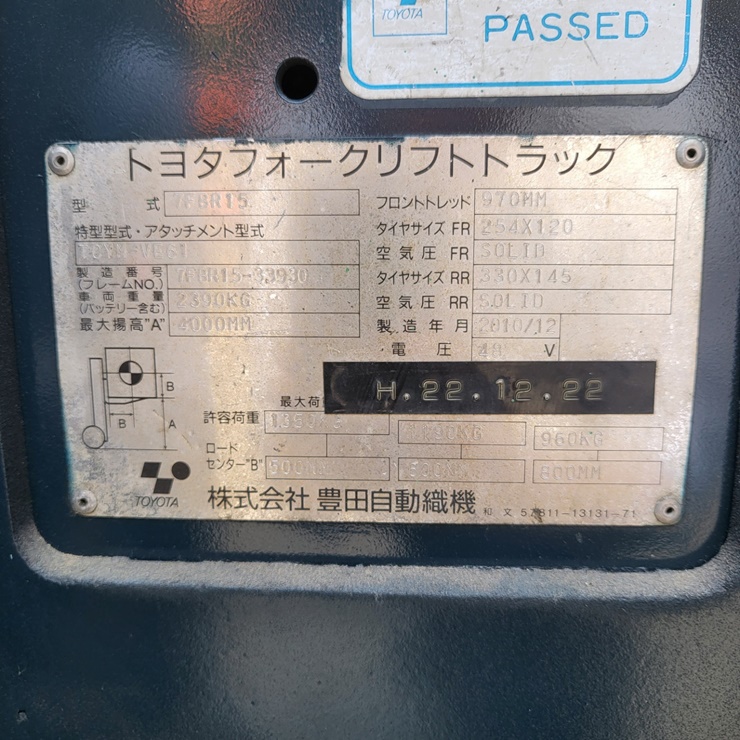 TOYOTA
PASSED
トヨタフォークリフトトラック
型 式 7FBR15
特型型式・アタッチメント型式
製造番号 (フレームNO.) 7FBR15-33930
車両重量 (バッテリー含む) 2390KG
最大揚高"A" 4000MM
フロントトレッド 970MM
タイヤサイズ FR 254X120
空気圧 FR SOLID
タイヤサイズ RR 330X145
空気圧 RR SOLID
製造年月 2010/12
電圧 48 V
H.22.12.22
B
B
A
最大荷
許容荷重 960KG
ロードセンター"B" 800MM
TOYOTA 株式会社 豊田自動織機
和文 57811-13131-71